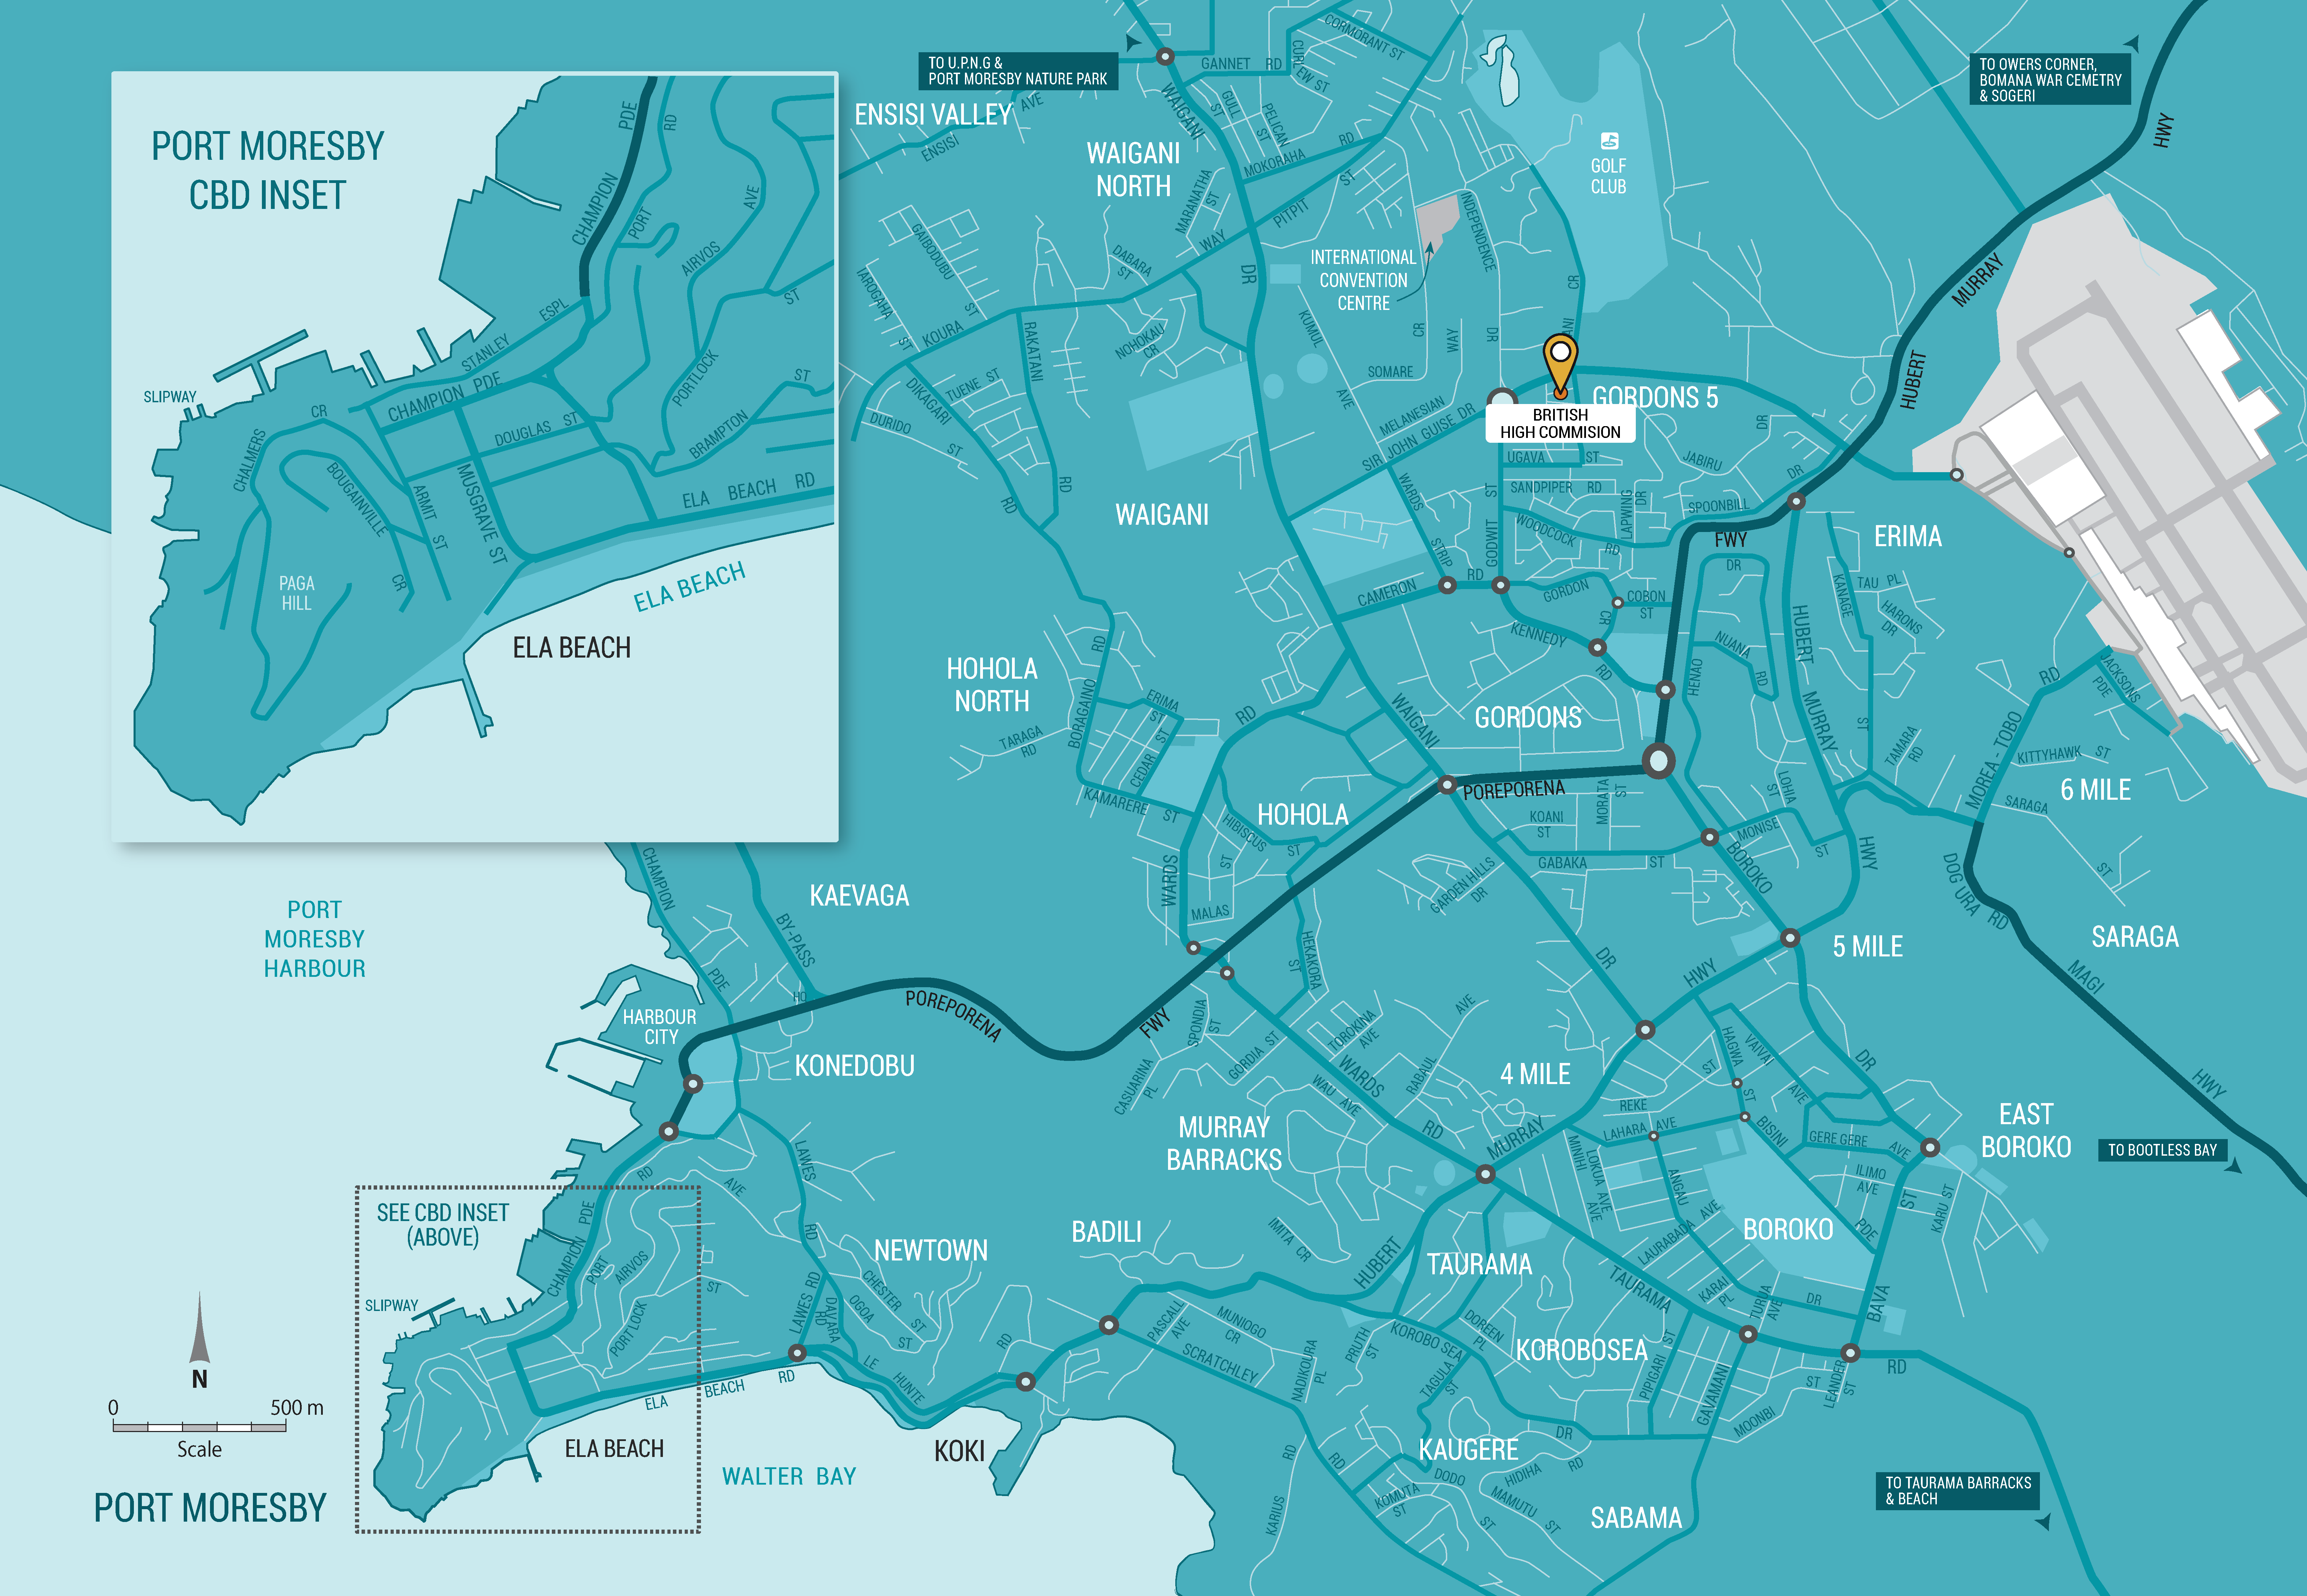 PORT MORESBY
CBD INSET
CHAMPION PDE
PORT RD
AIRVOS AVE
STANLEY ESPL
CHAMPION PDE
SLIPWAY
CHALMERS CR
DOUGLAS ST
PORTLOCK
BRAMPTON ST
ST
BOUGAINVILLE CR
ARMIT ST
MUSGRAVE ST
ELA BEACH RD
PAGA
HILL
ELA BEACH
ELA BEACH
TO U.P.N.G &
PORT MORESBY NATURE PARK
ENSISI VALLEY
ENSISI AVE
WAIGANI
NORTH
WAIGANI DR
GANNET RD
CURLEW ST
CORMORANT ST
GULL ST
PELICAN ST
MOKORAHA RD
MARANATHA ST
PITPIT ST
WAY
DABARA ST
GAIBODUBU ST
IAROGAHA ST
KOURA
RAKATANI RD
NOHOKAU CR
TUENE ST
DIKAGARI RD
DURIDO ST
INTERNATIONAL
CONVENTION
CENTRE
INDEPENDENCE DR
GOLF
CLUB
CR
KUMUL AVE
SOMARE CR
MELANESIAN WAY
SIR JOHN GUISE DR
BRITISH
HIGH COMMISION
GORDONS 5
TO OWERS CORNER,
BOMANA WAR CEMETRY
& SOGERI
HUBERT MURRAY HWY
WAIGANI
UGAVA ST
SANDPIPER RD
GODWIT ST
WARDS STRIP
WOODCOCK RD
LAPWING DR
JABIRU DR
SPOONBILL DR
FWY
ERIMA
CAMERON RD
GORDON CR
COBON ST
KENNEDY RD
DR
HENAO
NUANA RD
HUBERT - MURRAY HWY
KANAGE ST
TAU PL
HARONS DR
TAMARA RD
JACKSONS PDE
MOREA - TOBO RD
KITTYHAWK ST
SARAGA ST
6 MILE
SARAGA
DOG URA RD
MAGI HWY
TO BOOTLESS BAY
HOHOLA
NORTH
TARAGA RD
BORAGAINO RD
ERIMA ST
CEDAR ST
KAMARERE ST
RD
WAIGANI DR
GORDONS
POREPORENA
MORATA ST
KOANI ST
GABAKA ST
LOHIA ST
MONISE ST
BOROKO DR
5 MILE
HOHOLA
HIBISCUS ST
ST
WARDS
MALAS
HEKAKORA ST
GARDEN HILLS DR
PORT
MORESBY
HARBOUR
CHAMPION PDE
KAEVAGA
BY-PASS
HARBOUR
CITY
KONEDOBU
POREPORENA FWY
SPONDIA ST
CASUARINA PL
GORDIA ST
TOROKINA AVE
AVE
RABAUL
WAU AVE
WARDS RD
MURRAY
BARRACKS
4 MILE
HUBERT MURRAY HWY
HAGWA ST
VAIVAI AVE
REKE ST
LAHARA AVE
MINIHI AVE
LOKUA AVE
ANGAU DR
BISINI PDE
GEREGERE AVE
ILIMO AVE
KARU ST
BAVA ST
EAST
BOROKO
BOROKO
LAURABADA AVE
KARAI PL
TURUA AVE
TAURAMA RD
TAURAMA
IMITA CR
DOREEN PL
KOROBO SEA DR
KOROBOSEA
PRUTH ST
TAGULA ST
PIPIGARI ST
GAVAMANI
MOONBI ST
LEANDER ST
SEE CBD INSET
(ABOVE)
CHAMPION PDE
RD
PORT
AIRVOS AVE
PORTLOCK
ST
SLIPWAY
LAWES RD
LAWES RD
DAVARA RD
CHESTER ST
OGOA ST
NEWTOWN
BADILI
LE HUNTE RD
PASCALL AVE
MUNIOGO CR
SCRATCHLEY RD
NADIKOURA PL
KOKI
ELA BEACH RD
ELA BEACH
WALTER BAY
KAUGERE
DODO ST
HIDIHA RD
KOMUTA ST
MAMUTU ST
KARIUS RD
SABAMA
TO TAURAMA BARRACKS
& BEACH
N
0 500 m
Scale
PORT MORESBY